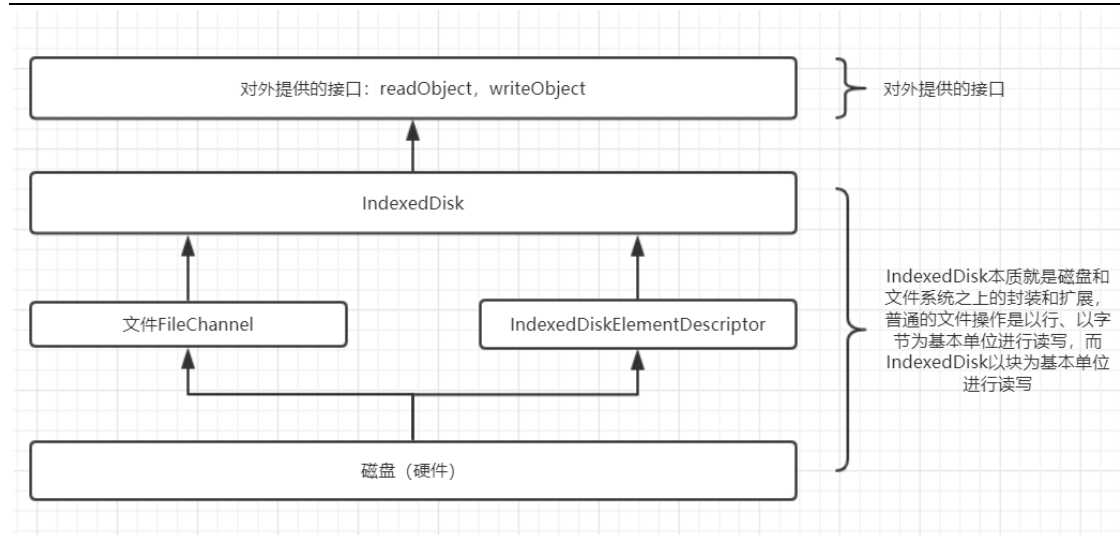 对外提供的接口：readObject，writeObject
对外提供的接口
IndexedDisk
文件FileChannel
IndexedDiskElementDescriptor
IndexedDisk本质就是磁盘和
文件系统之上的封装和扩展，
普通的文件操作是以行、以字
节为基本单位进行读写，而
IndexedDisk以块为基本单位
进行读写
磁盘（硬件）